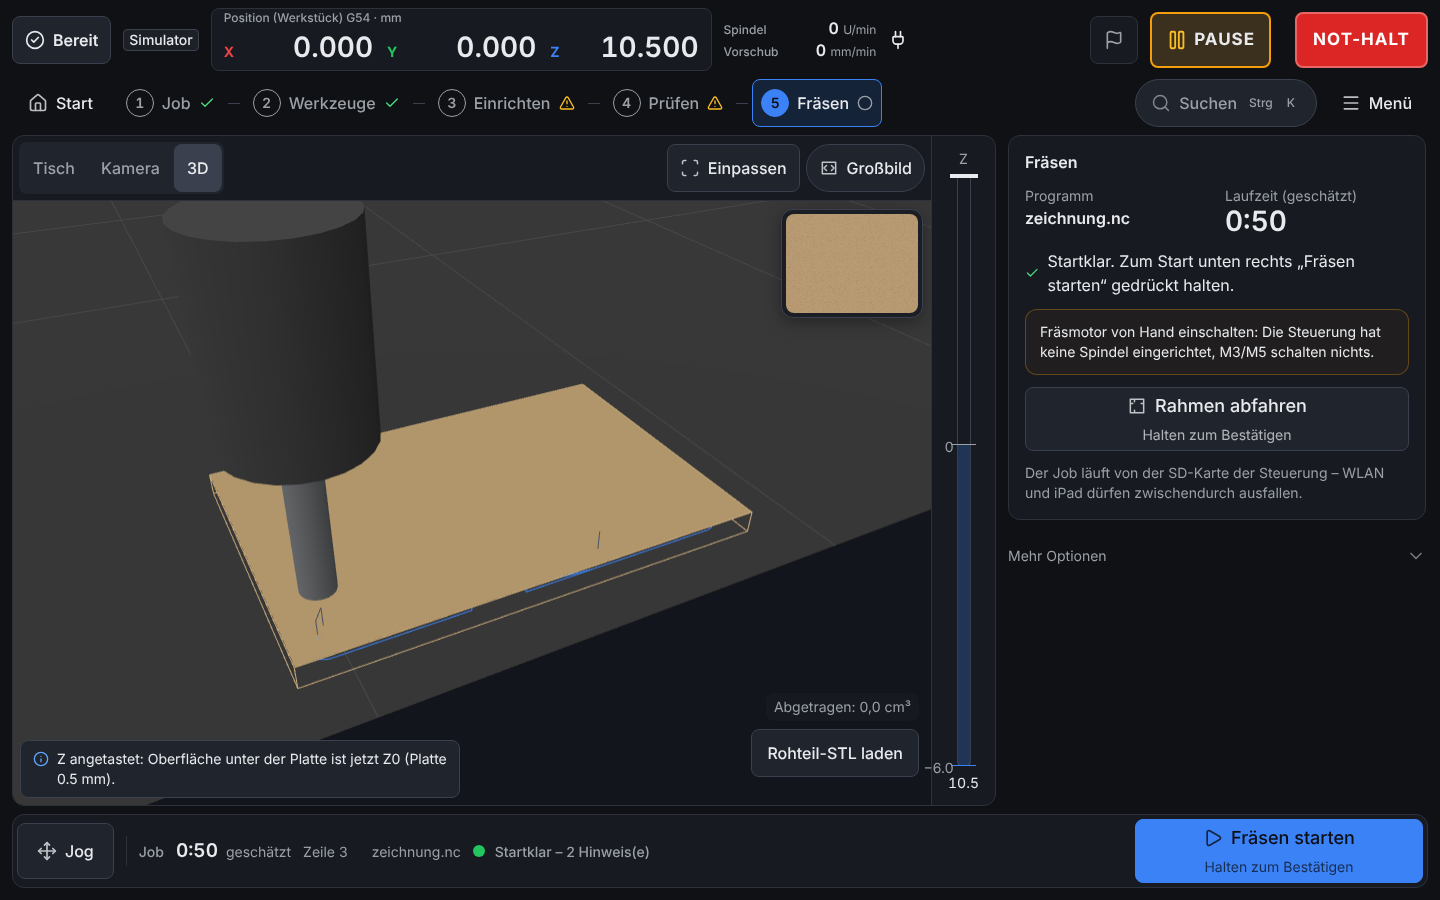 Bereit
Simulator
Position (Werkstück) G54 · mm
X 0.000 Y 0.000 Z 10.500
Spindel 0 U/min
Vorschub 0 mm/min
PAUSE
NOT-HALT
Start
1 Job
2 Werkzeuge
3 Einrichten
4 Prüfen
5 Fräsen
Suchen Strg K
Menü
Tisch
Kamera
3D
Einpassen
Großbild
Z
0
−6.0
10.5
Abgetragen: 0,0 cm³
Rohteil-STL laden
Z angetastet: Oberfläche unter der Platte ist jetzt Z0 (Platte
0.5 mm).
Fräsen
Programm
zeichnung.nc
Laufzeit (geschätzt)
0:50
Startklar. Zum Start unten rechts „Fräsen
starten“ gedrückt halten.
Fräsmotor von Hand einschalten: Die Steuerung hat
keine Spindel eingerichtet, M3/M5 schalten nichts.
Rahmen abfahren
Halten zum Bestätigen
Der Job läuft von der SD-Karte der Steuerung – WLAN
und iPad dürfen zwischendurch ausfallen.
Mehr Optionen
Jog
Job 0:50 geschätzt Zeile 3 zeichnung.nc Startklar – 2 Hinweis(e)
Fräsen starten
Halten zum Bestätigen